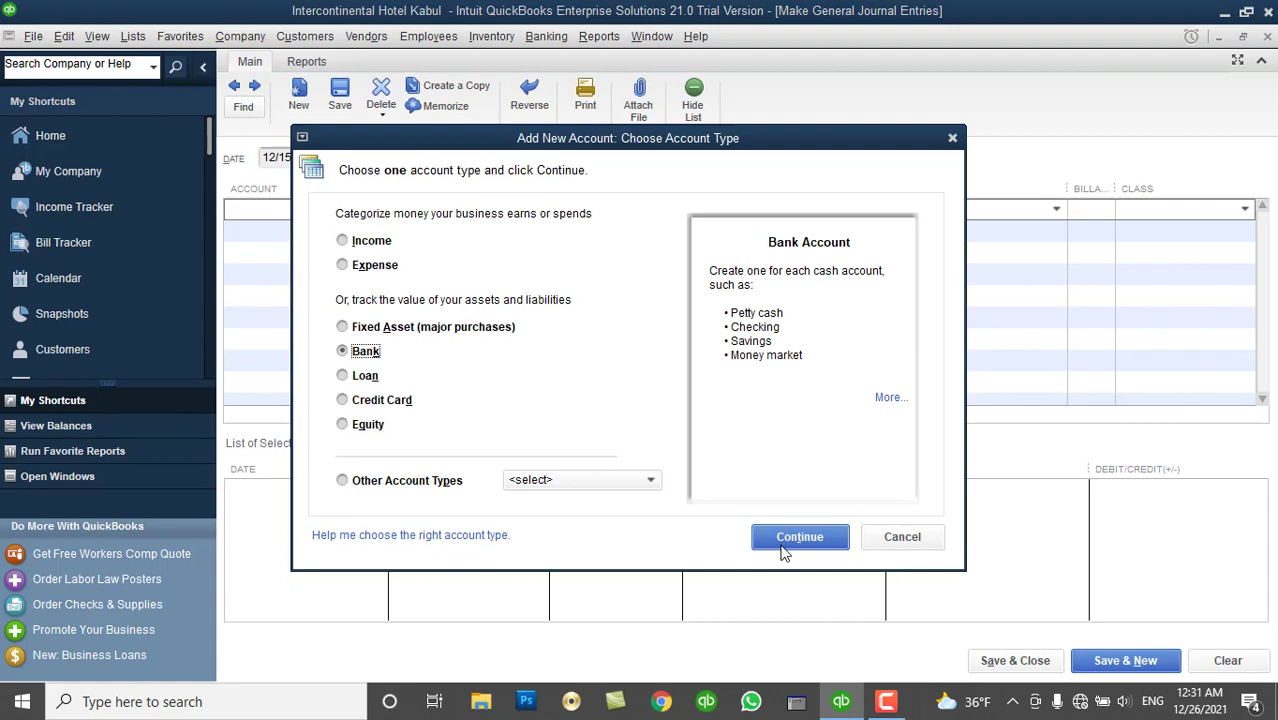 Intercontinental Hotel Kabul - Intuit QuickBooks Enterprise Solutions 21.0 Trial Version - [Make General Journal Entries]
File Edit View Lists Favorites Company Customers Vendors Employees Inventory Banking Reports Window Help
Search Company or Help
Main Reports
My Shortcuts
Home
My Company
Income Tracker
Bill Tracker
Calendar
Snapshots
Customers
My Shortcuts
View Balances
Run Favorite Reports
Open Windows
Do More With QuickBooks
Get Free Workers Comp Quote
Order Labor Law Posters
Order Checks & Supplies
Promote Your Business
New: Business Loans
Find
New
Save
Delete
Create a Copy
Memorize
Reverse
Print
Attach
File
Hide
List
DATE 12/15
ACCOUNT BILLA... CLASS
List of Select
DATE DEBIT/CREDIT(+/-)
Add New Account: Choose Account Type
Choose one account type and click Continue.
Categorize money your business earns or spends
Income
Expense
Or, track the value of your assets and liabilities
Fixed Asset (major purchases)
Bank
Loan
Credit Card
Equity
Other Account Types <select>
Bank Account
Create one for each cash account,
such as:
• Petty cash
• Checking
• Savings
• Money market
More...
Help me choose the right account type.
Continue Cancel
Save & Close Save & New Clear
Type here to search
Ps
qb
qb
36°F
ENG
12:31 AM
12/26/2021
4